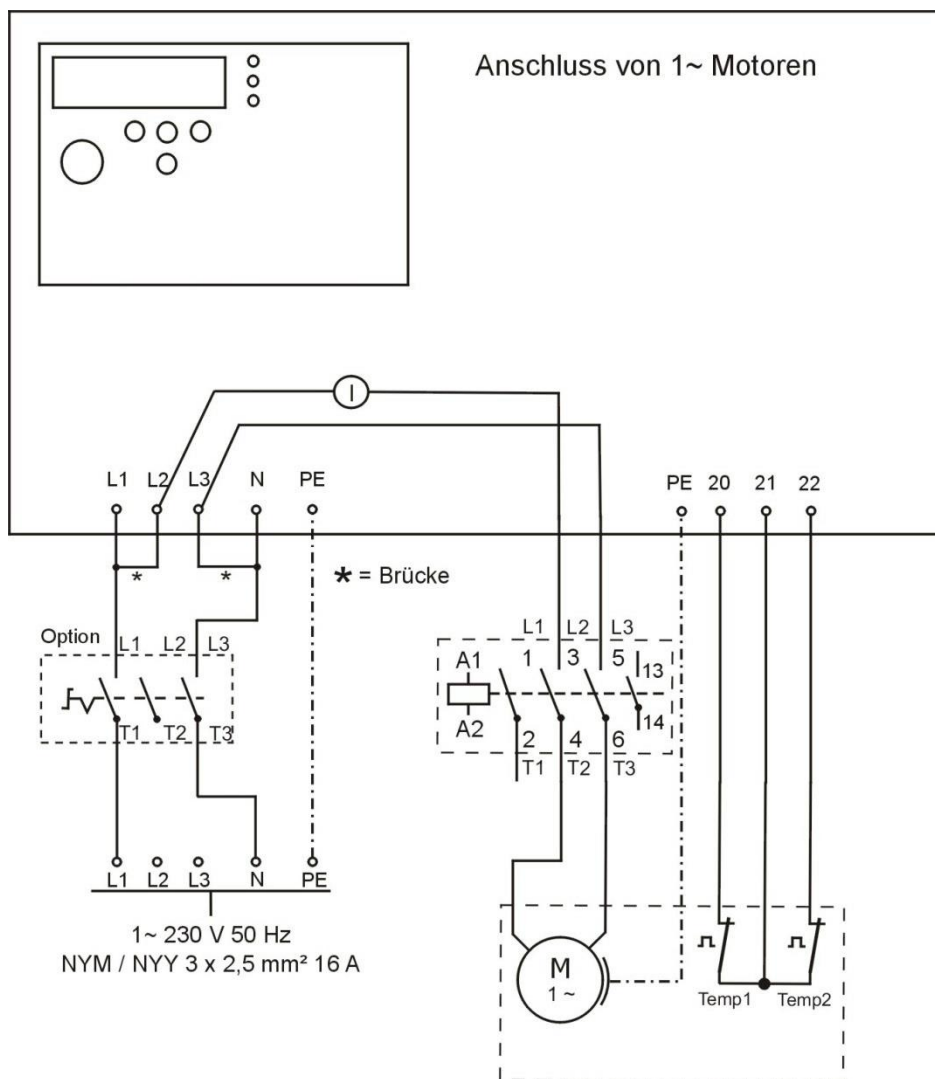 Anschluss von 1~ Motoren
I
L1 L2 L3 N PE
PE 20 21 22
* *
* = Brücke
Option L1 L2 L3
T1 T2 T3
L1 L2 L3
A1 1 3 5 13
A2 2 4 6 14
T1 T2 T3
L1 L2 L3 N PE
1~ 230 V 50 Hz
NYM / NYY 3 x 2,5 mm² 16 A
M
1 ~
Temp1 Temp2